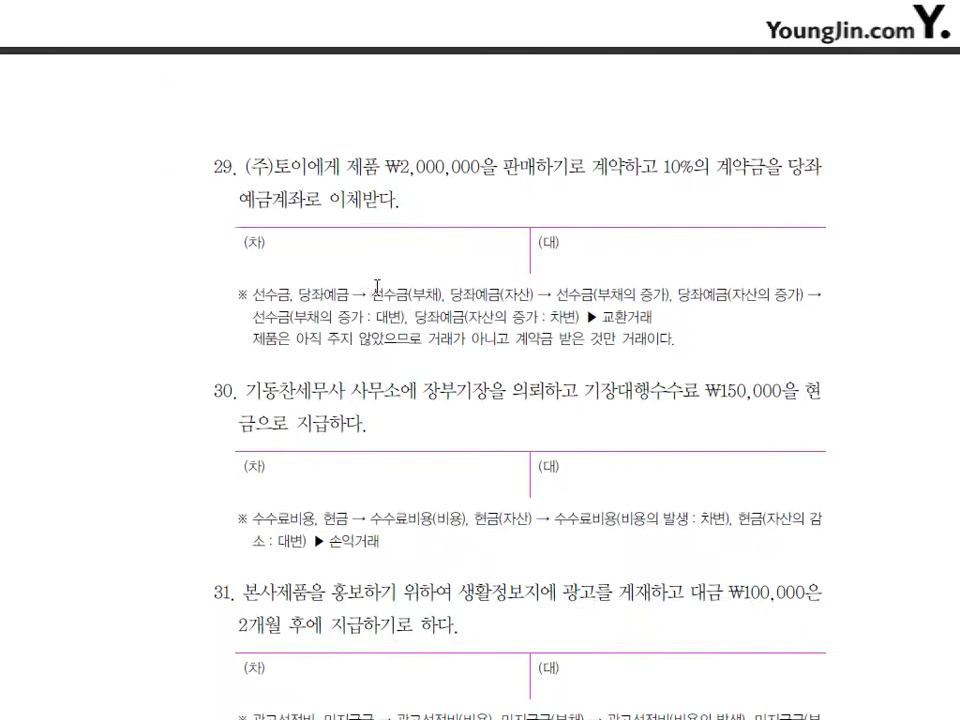 YoungJin.com Y.
29. (주)토이에게 제품 ₩2,000,000을 판매하기로 계약하고 10%의 계약금을 당좌
예금계좌로 이체받다.
(차) (대)
※ 선수금, 당좌예금 → 선수금(부채), 당좌예금(자산) → 선수금(부채의 증가), 당좌예금(자산의 증가) →
선수금(부채의 증가 : 대변), 당좌예금(자산의 증가 : 차변) ▶ 교환거래
제품은 아직 주지 않았으므로 거래가 아니고 계약금 받은 것만 거래이다.
30. 기동찬세무사 사무소에 장부기장을 의뢰하고 기장대행수수료 ₩150,000을 현
금으로 지급하다.
(차) (대)
※ 수수료비용, 현금 → 수수료비용(비용), 현금(자산) → 수수료비용(비용의 발생 : 차변), 현금(자산의 감
소 : 대변) ▶ 손익거래
31. 본사제품을 홍보하기 위하여 생활정보지에 광고를 게재하고 대금 ₩100,000은
2개월 후에 지급하기로 하다.
(차) (대)